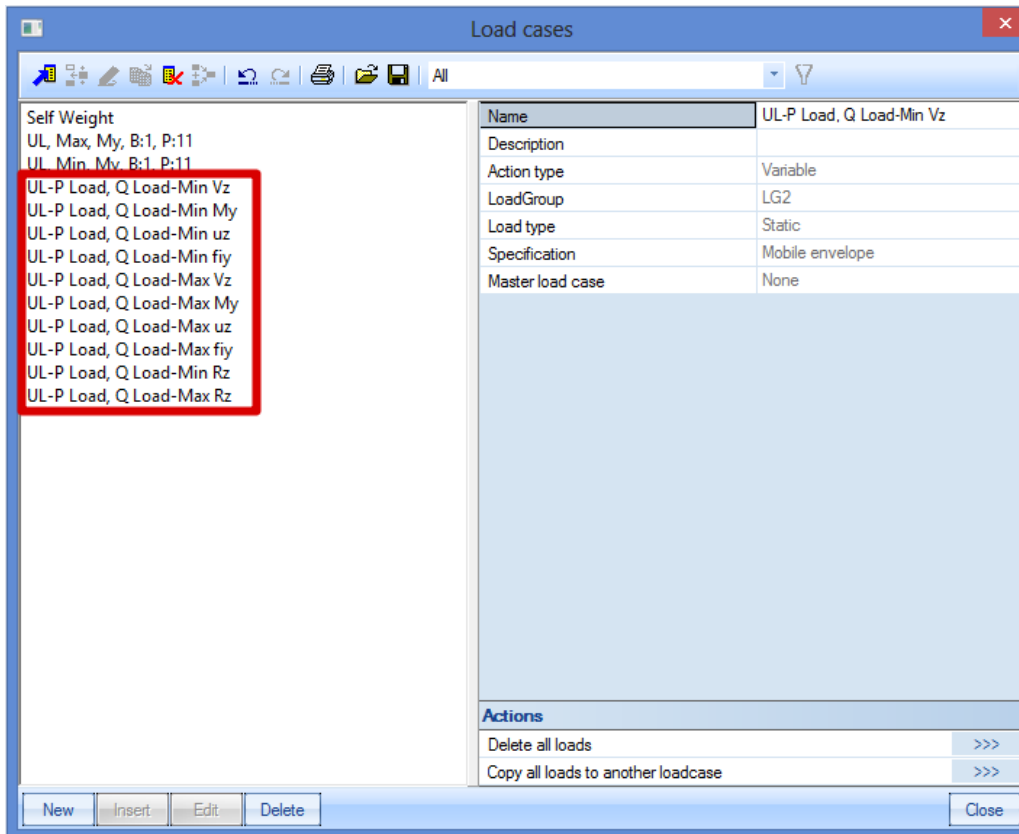 Load cases
All
Self Weight
UL, Max, My, B:1, P:11
UL, Min, My, B:1, P:11
UL-P Load, Q Load-Min Vz
UL-P Load, Q Load-Min My
UL-P Load, Q Load-Min uz
UL-P Load, Q Load-Min fiy
UL-P Load, Q Load-Max Vz
UL-P Load, Q Load-Max My
UL-P Load, Q Load-Max uz
UL-P Load, Q Load-Max fiy
UL-P Load, Q Load-Min Rz
UL-P Load, Q Load-Max Rz
Name UL-P Load, Q Load-Min Vz
Description
Action type Variable
LoadGroup LG2
Load type Static
Specification Mobile envelope
Master load case None
Actions
Delete all loads >>>
Copy all loads to another loadcase >>>
New Insert Edit Delete Close